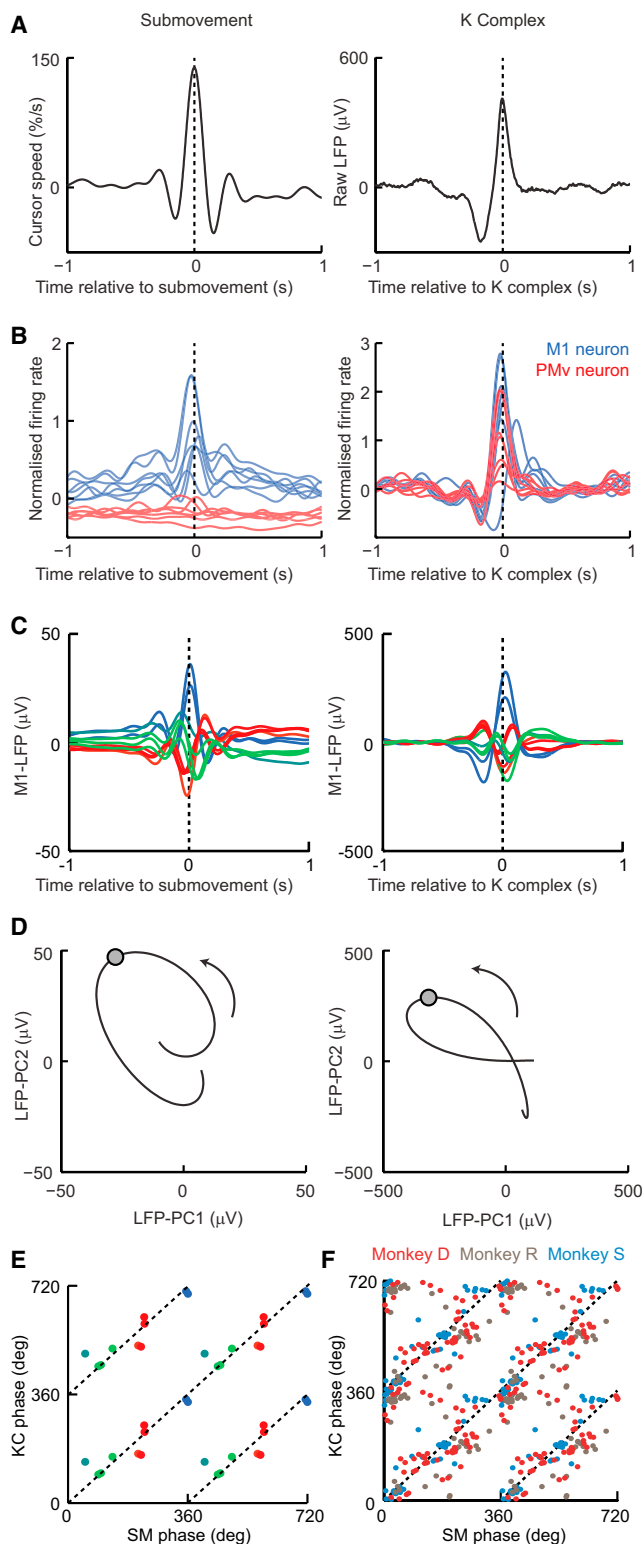 A
Submovement
K Complex
150
0
Cursor speed (%/s)
−1
0
1
Time relative to submovement (s)
600
0
Raw LFP (μV)
−1
0
1
Time relative to K complex (s)
B
2
1
0
Normalised firing rate
−1
0
1
Time relative to submovement (s)
3
2
1
0
−1
Normalised firing rate
M1 neuron
PMv neuron
−1
0
1
Time relative to K complex (s)
C
50
0
−50
M1-LFP (μV)
−1
0
1
Time relative to submovement (s)
500
0
−500
M1-LFP (μV)
−1
0
1
Time relative to K complex (s)
D
50
0
−50
LFP-PC2 (μV)
−50
0
50
LFP-PC1 (μV)
500
0
−500
LFP-PC2 (μV)
−500
0
500
LFP-PC1 (μV)
E
720
360
0
KC phase (deg)
0
360
720
SM phase (deg)
F
Monkey D Monkey R Monkey S
720
360
0
KC phase (deg)
0
360
720
SM phase (deg)